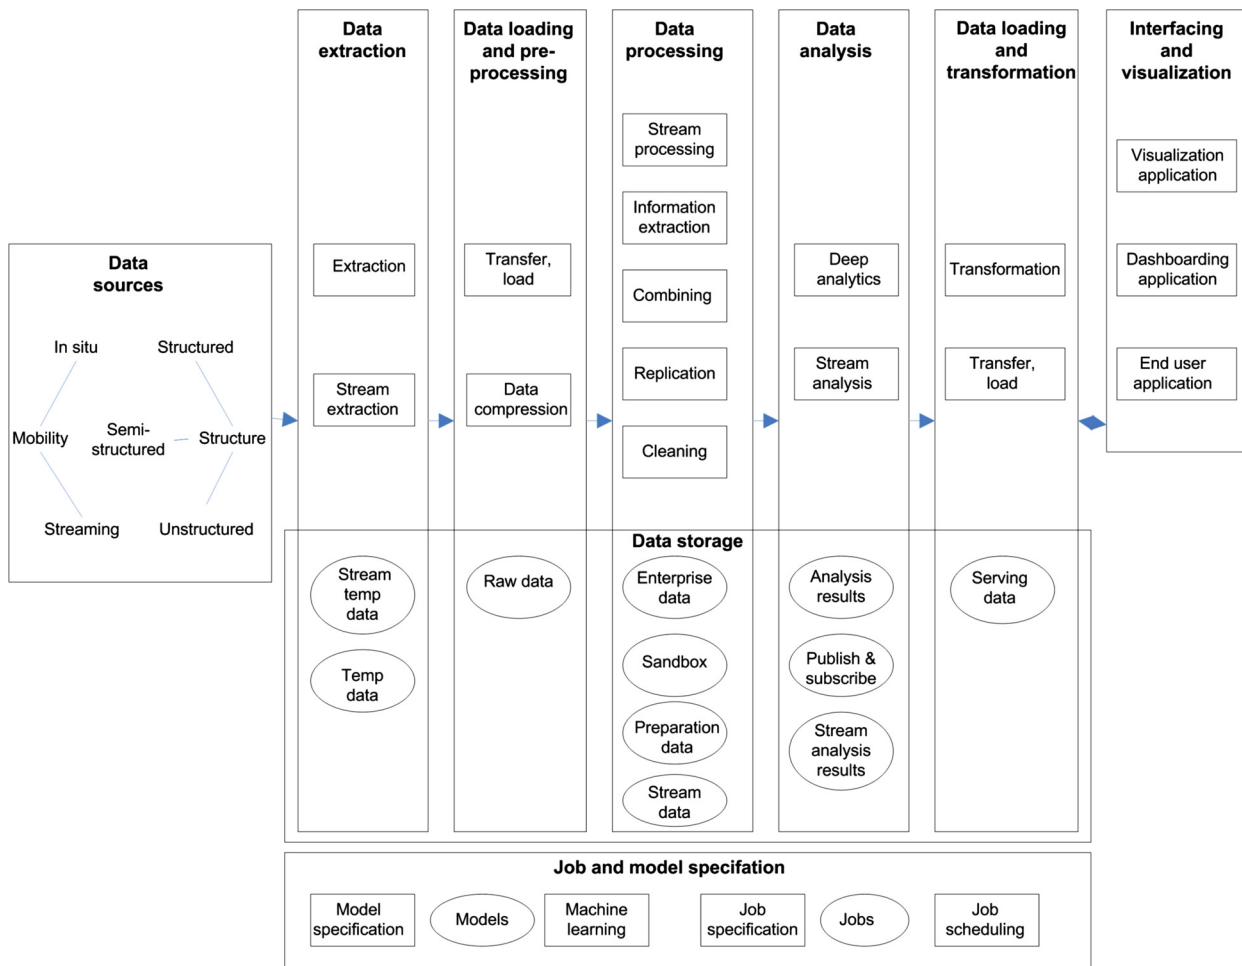 Data
extraction
Data loading
and pre-
processing
Data
processing
Data
analysis
Data loading
and
transformation
Interfacing
and
visualization
Stream
processing
Visualization
application
Information
extraction
Data
sources
Extraction
Transfer,
load
Combining
Deep
analytics
Transformation
Dashboarding
application
In situ
Structured
Stream
extraction
Data
compression
Replication
Stream
analysis
Transfer,
load
End user
application
Mobility
Semi-
structured
Structure
Cleaning
Streaming
Unstructured
Data storage
Stream
temp
data
Raw data
Enterprise
data
Analysis
results
Serving
data
Temp
data
Sandbox
Publish &
subscribe
Preparation
data
Stream
analysis
results
Stream
data
Job and model specifation
Model
specification
Models
Machine
learning
Job
specification
Jobs
Job
scheduling